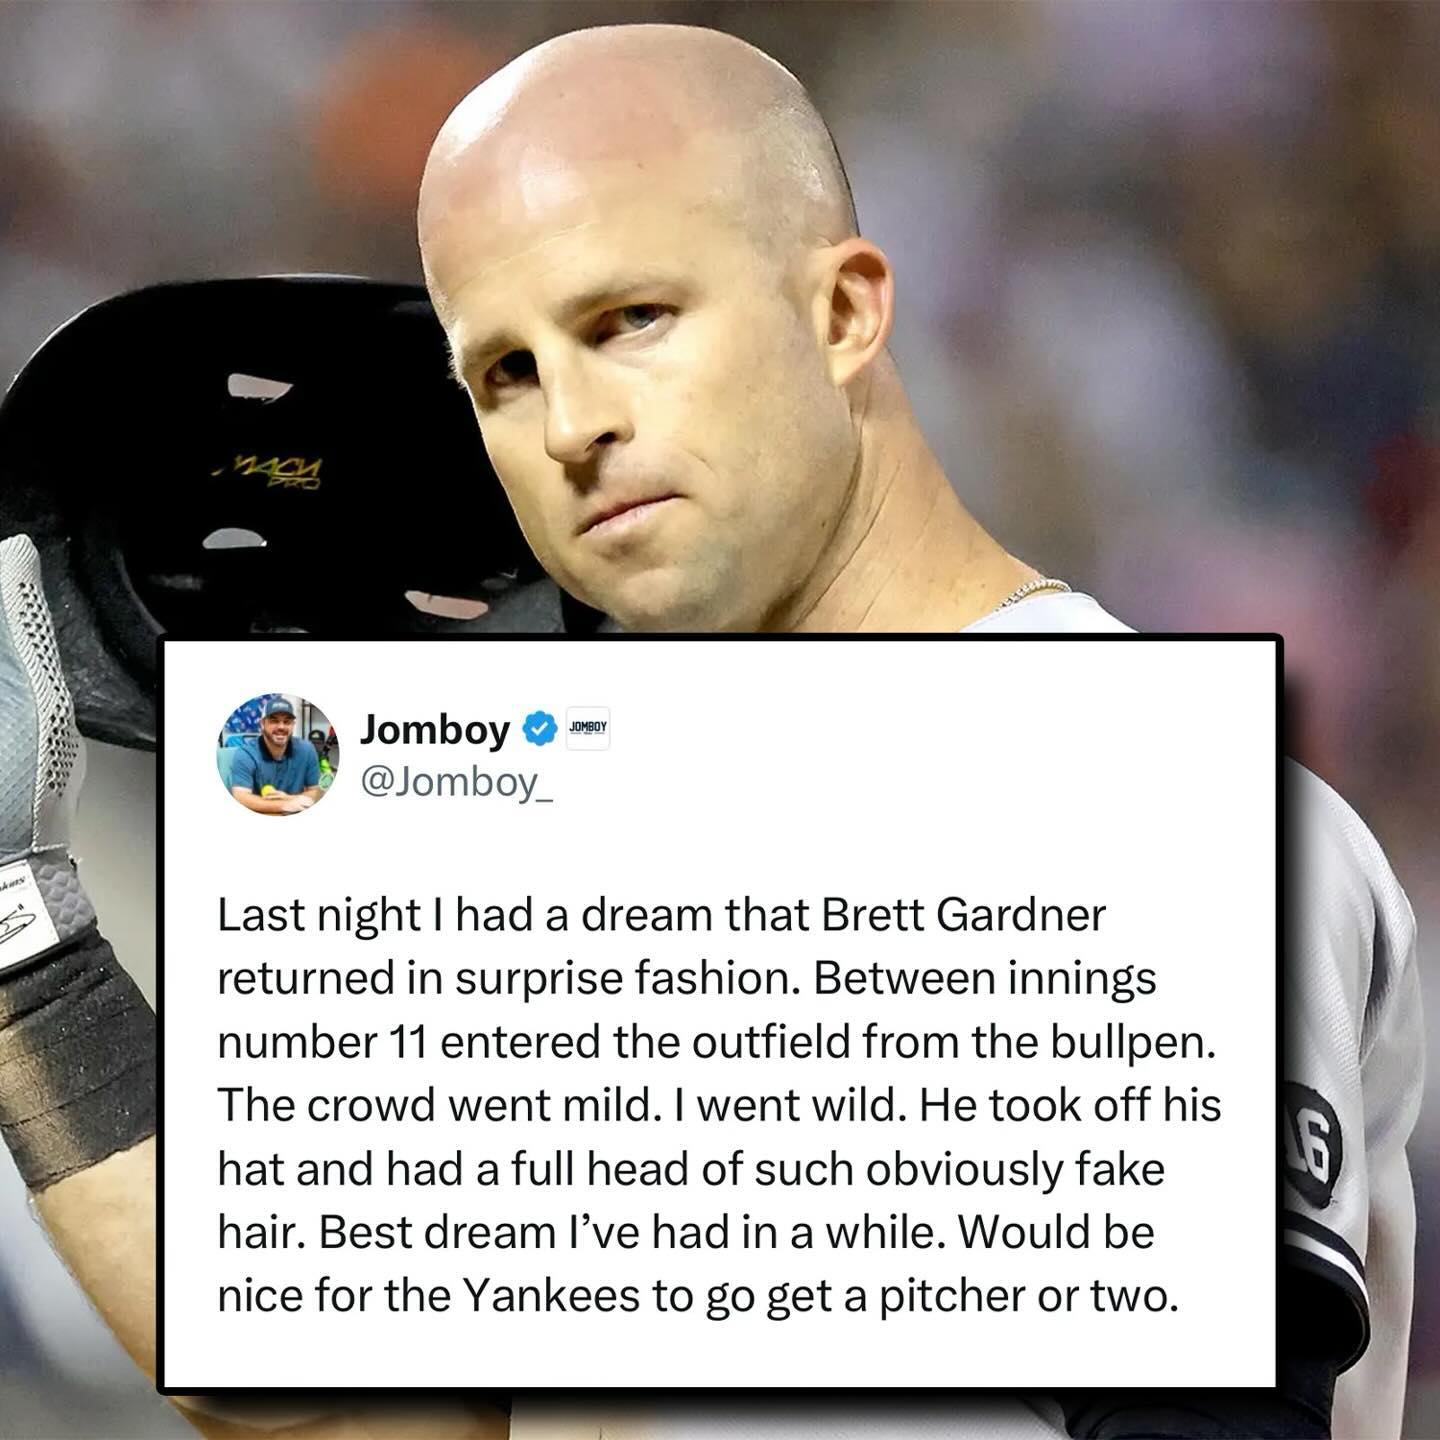 MACH
PRO
Jomboy
JOMBOY
@Jomboy_
Last night I had a dream that Brett Gardner
returned in surprise fashion. Between innings
number 11 entered the outfield from the bullpen.
The crowd went mild. I went wild. He took off his
hat and had a full head of such obviously fake
hair. Best dream I’ve had in a while. Would be
nice for the Yankees to go get a pitcher or two.
16